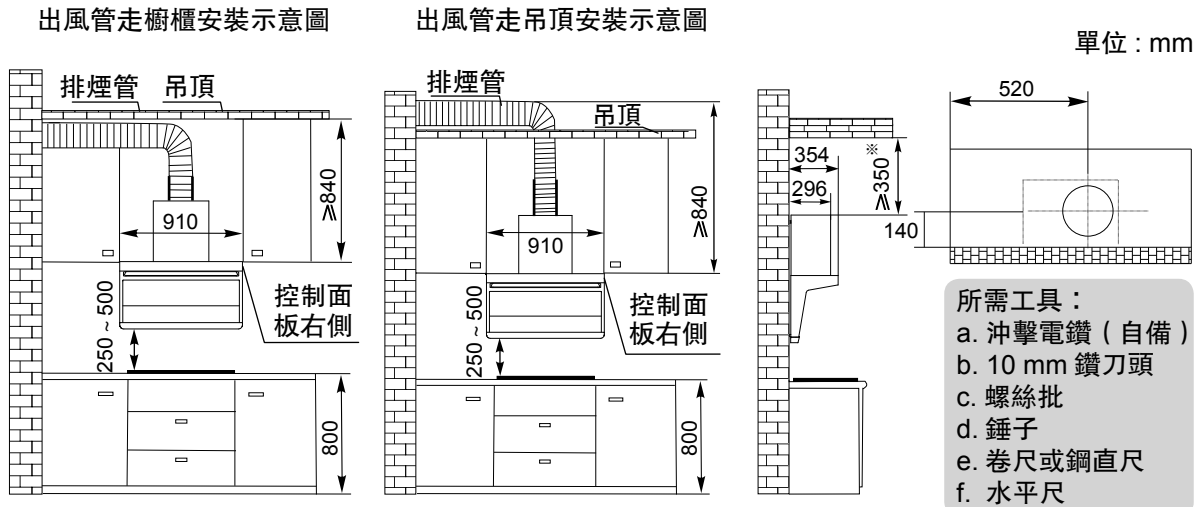 出風管走櫥櫃安裝示意圖
出風管走吊頂安裝示意圖
單位 : mm
排煙管 吊頂
≥840
910
250 ~ 500
控制面
板右側
800
排煙管
吊頂
≥840
910
250 ~ 500
控制面
板右側
800
354
296
≥350※
520
140
所需工具：
a. 沖擊電鑽（自備）
b. 10 mm 鑽刀頭
c. 螺絲批
d. 錘子
e. 卷尺或鋼直尺
f. 水平尺